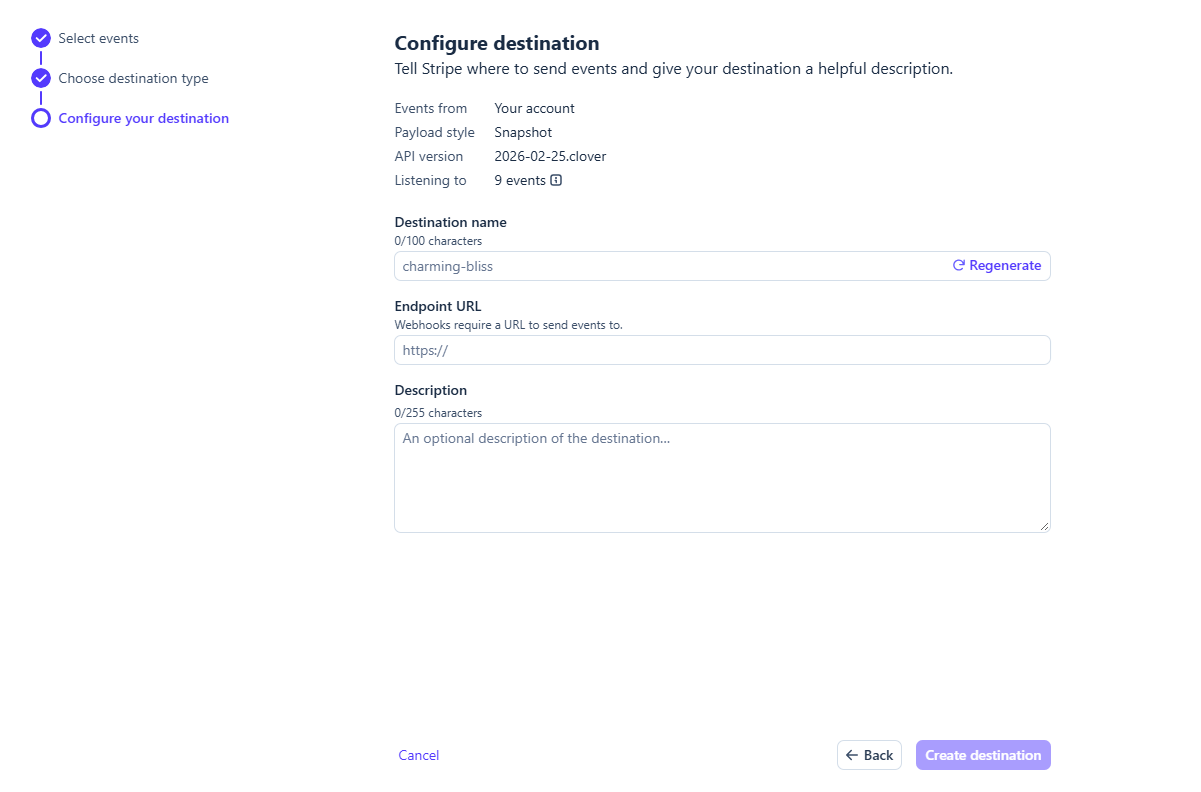 Select events
Choose destination type
Configure your destination
Configure destination
Tell Stripe where to send events and give your destination a helpful description.
Events from Your account
Payload style Snapshot
API version 2026-02-25.clover
Listening to 9 events
Destination name
0/100 characters
charming-bliss Regenerate
Endpoint URL
Webhooks require a URL to send events to.
https://
Description
0/255 characters
An optional description of the destination...
Cancel Back Create destination